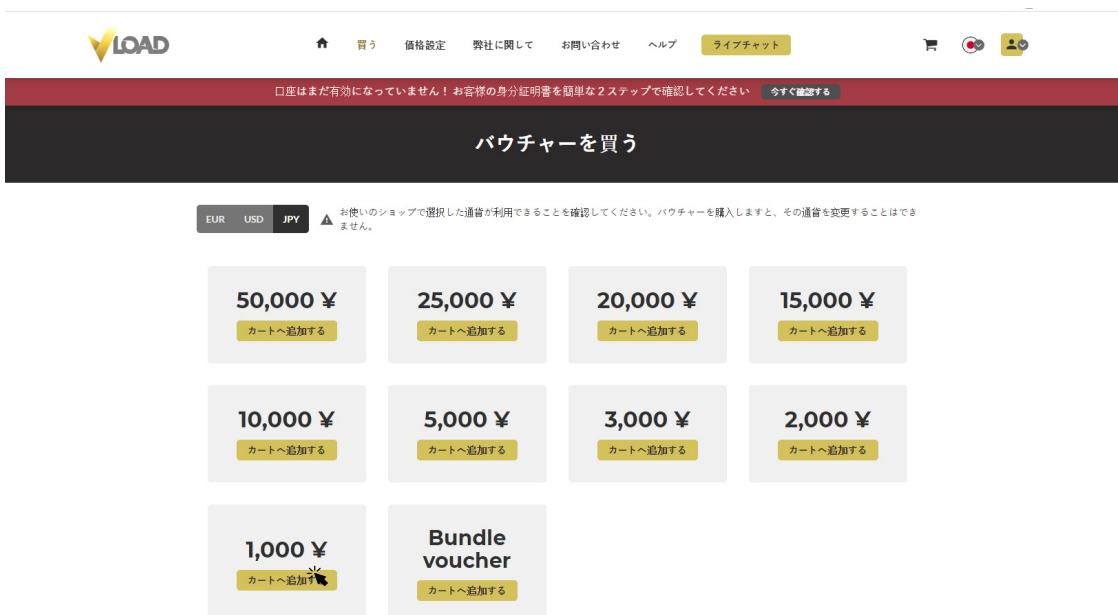 VLOAD
買う 価格設定 弊社に関して お問い合わせ ヘルプ ライブチャット
口座はまだ有効になっていません！お客様の身分証明書を簡単な２ステップで確認してください 今すぐ確認する
バウチャーを買う
EUR USD JPY
お使いのショップで選択した通貨が利用できることを確認してください。バウチャーを購入しますと、その通貨を変更することはでき
ません。
50,000 ¥ 25,000 ¥ 20,000 ¥ 15,000 ¥
カートへ追加する カートへ追加する カートへ追加する カートへ追加する
10,000 ¥ 5,000 ¥ 3,000 ¥ 2,000 ¥
カートへ追加する カートへ追加する カートへ追加する カートへ追加する
1,000 ¥
カートへ追加する
Bundle
voucher
カートへ追加する